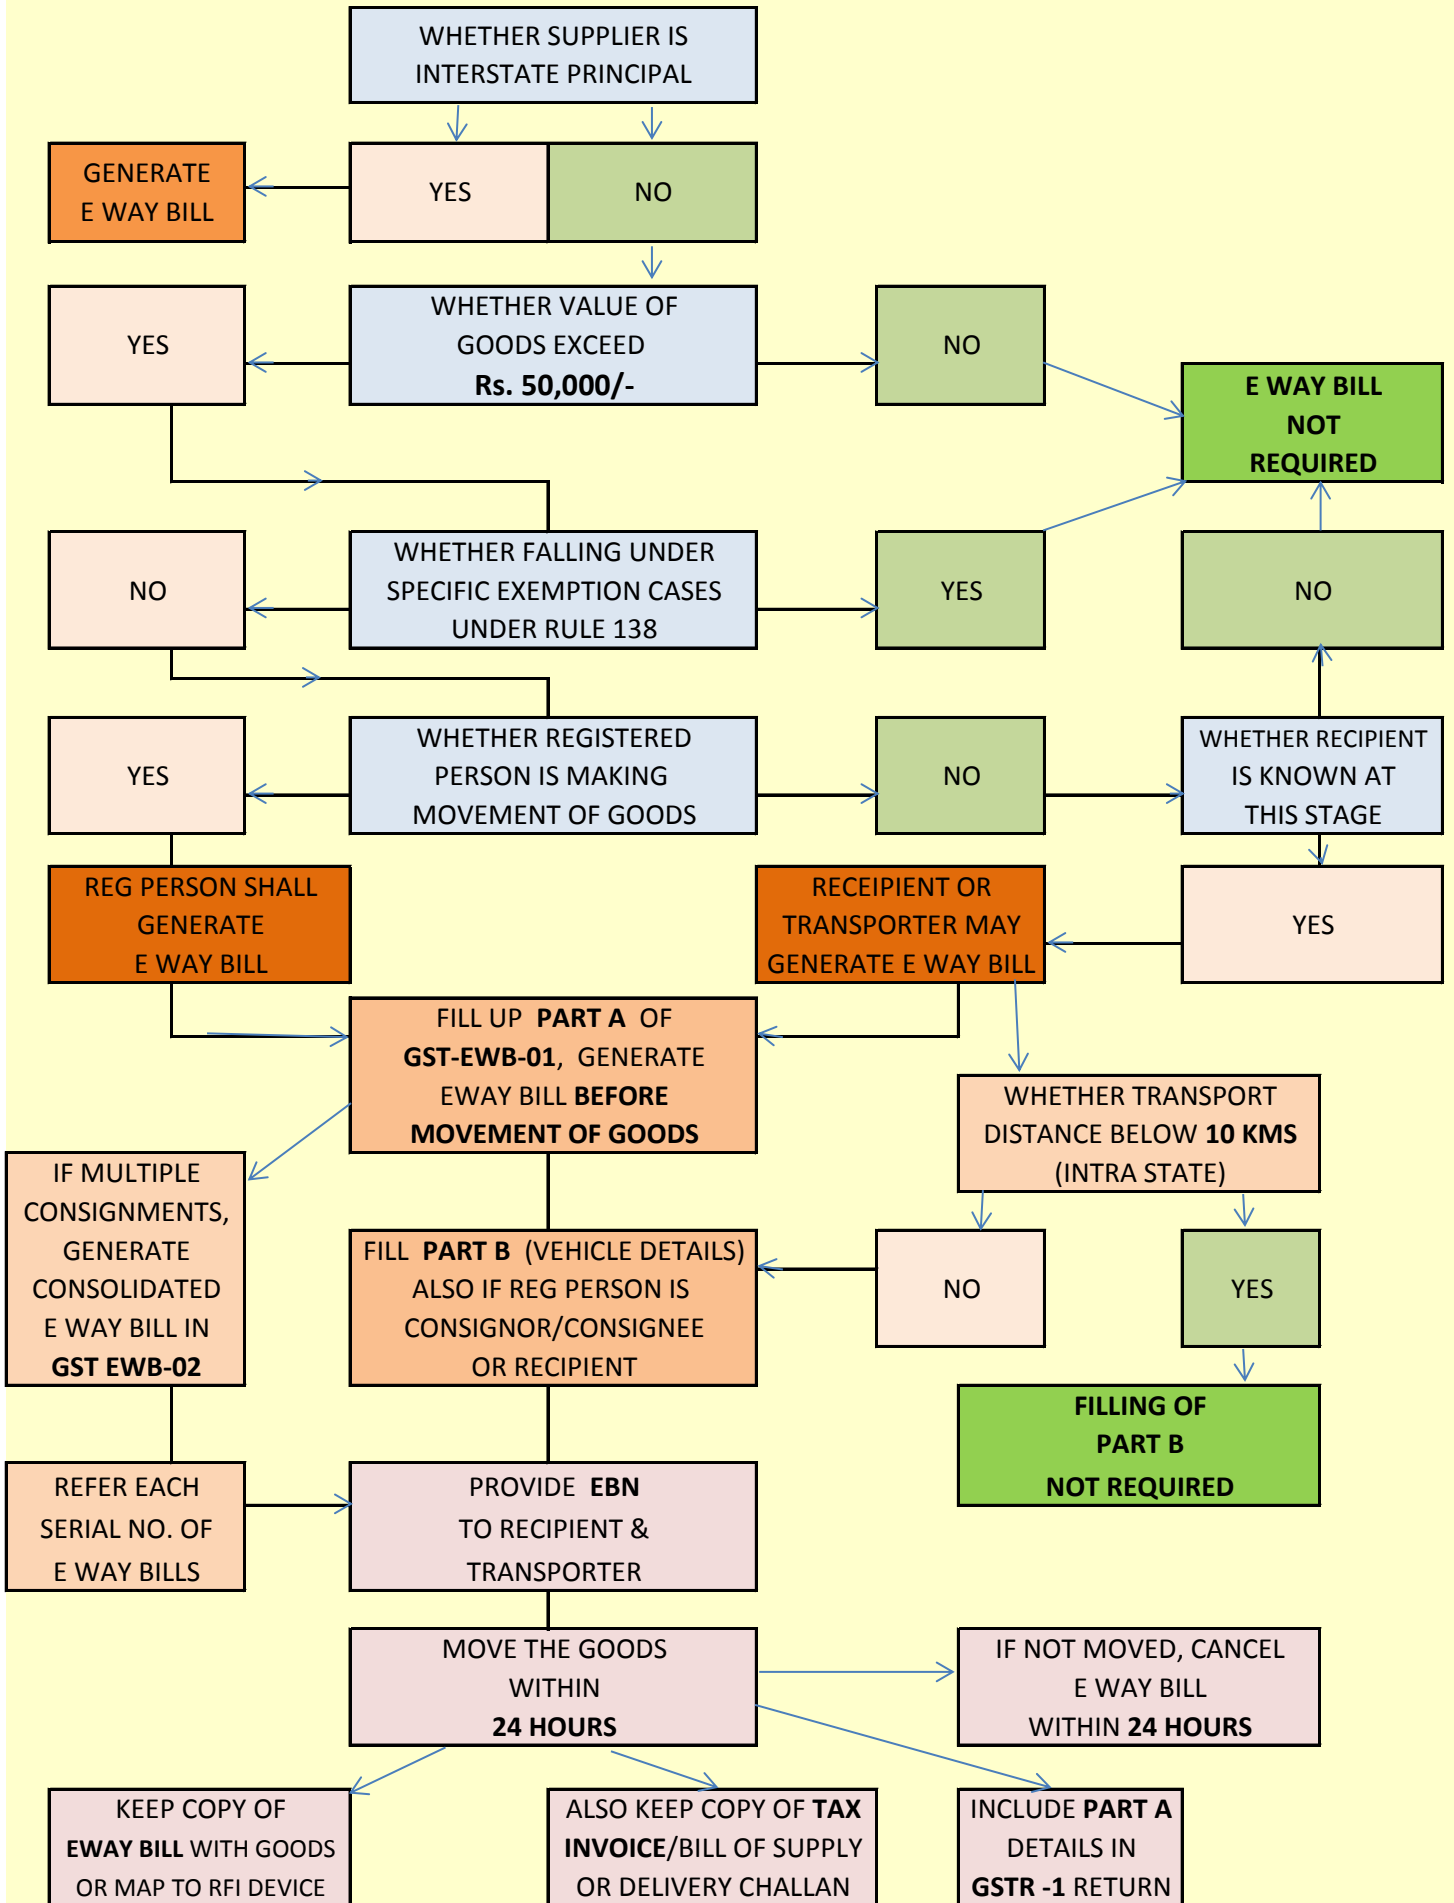 WHETHER SUPPLIER IS
INTERSTATE PRINCIPAL
GENERATE
E WAY BILL
YES
NO
YES
WHETHER VALUE OF
GOODS EXCEED
Rs. 50,000/-
NO
E WAY BILL
NOT
REQUIRED
NO
WHETHER FALLING UNDER
SPECIFIC EXEMPTION CASES
UNDER RULE 138
YES
NO
YES
WHETHER REGISTERED
PERSON IS MAKING
MOVEMENT OF GOODS
NO
WHETHER RECIPIENT
IS KNOWN AT
THIS STAGE
REG PERSON SHALL
GENERATE
E WAY BILL
RECEIPIENT OR
TRANSPORTER MAY
GENERATE E WAY BILL
YES
FILL UP PART A OF
GST-EWB-01, GENERATE
EWAY BILL BEFORE
MOVEMENT OF GOODS
WHETHER TRANSPORT
DISTANCE BELOW 10 KMS
(INTRA STATE)
IF MULTIPLE
CONSIGNMENTS,
GENERATE
CONSOLIDATED
E WAY BILL IN
GST EWB-02
FILL PART B (VEHICLE DETAILS)
ALSO IF REG PERSON IS
CONSIGNOR/CONSIGNEE
OR RECIPIENT
NO
YES
FILLING OF
PART B
NOT REQUIRED
REFER EACH
SERIAL NO. OF
E WAY BILLS
PROVIDE EBN
TO RECIPIENT &
TRANSPORTER
MOVE THE GOODS
WITHIN
24 HOURS
IF NOT MOVED, CANCEL
E WAY BILL
WITHIN 24 HOURS
KEEP COPY OF
EWAY BILL WITH GOODS
OR MAP TO RFI DEVICE
ALSO KEEP COPY OF TAX
INVOICE/BILL OF SUPPLY
OR DELIVERY CHALLAN
INCLUDE PART A
DETAILS IN
GSTR -1 RETURN